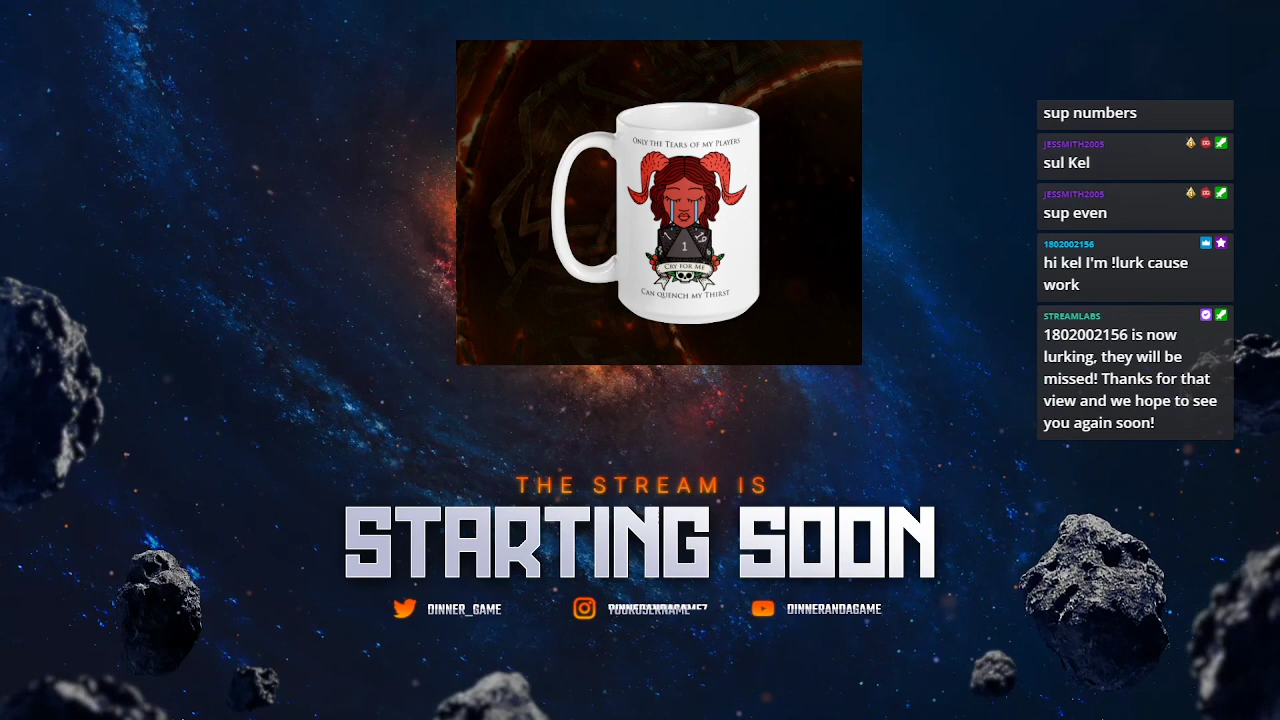 ONLY THE TEARS OF MY PLAYERS
1
19
1
CRY FOR ME
CAN QUENCH MY THIRST
sup numbers
JESSMITH2005
sul Kel
JESSMITH2005
sup even
1802002156
hi kel I'm !lurk cause
work
STREAMLABS
1802002156 is now
lurking, they will be
missed! Thanks for that
view and we hope to see
you again soon!
THE STREAM IS
STARTING SOON
DINNER_GAME
DINNERANDAGAME